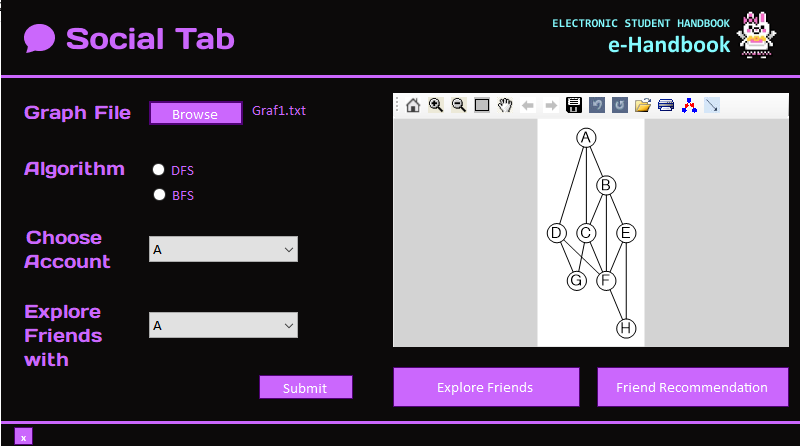 Social Tab
ELECTRONIC STUDENT HANDBOOK
e-Handbook
Graph File
Browse
Graf1.txt
Algorithm
DFS
BFS
Choose
Account
A
Explore
Friends
with
A
Submit
A
B
D
C
E
G
F
H
Explore Friends
Friend Recommendation
x